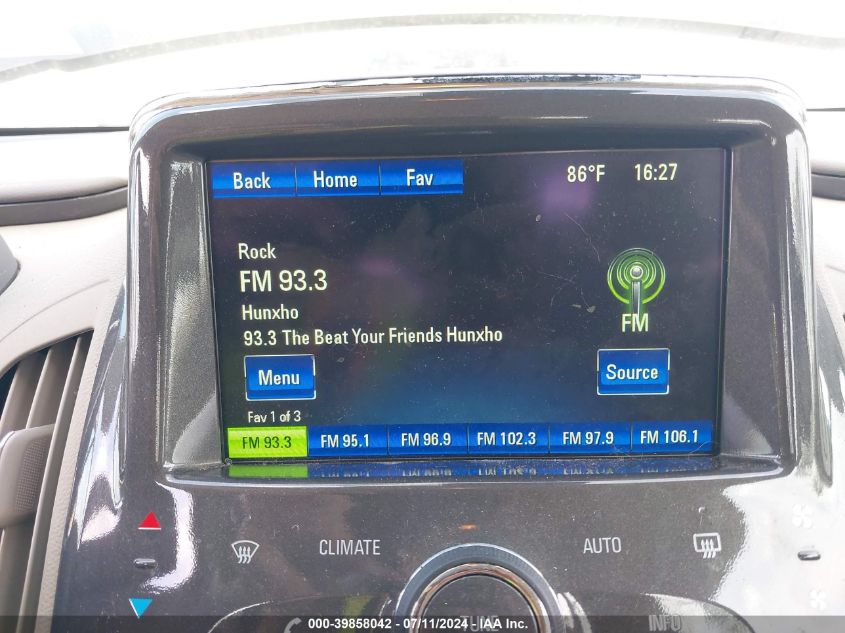 Back Home Fav 86°F 16:27
Rock
FM 93.3
Hunxho
93.3 The Beat Your Friends Hunxho
FM
Menu Source
Fav 1 of 3
FM 93.3 FM 95.1 FM 96.9 FM 102.3 FM 97.9 FM 106.1
CLIMATE AUTO
TUNE INFO
000-39858042 - 07/11/2024 - IAA Inc.